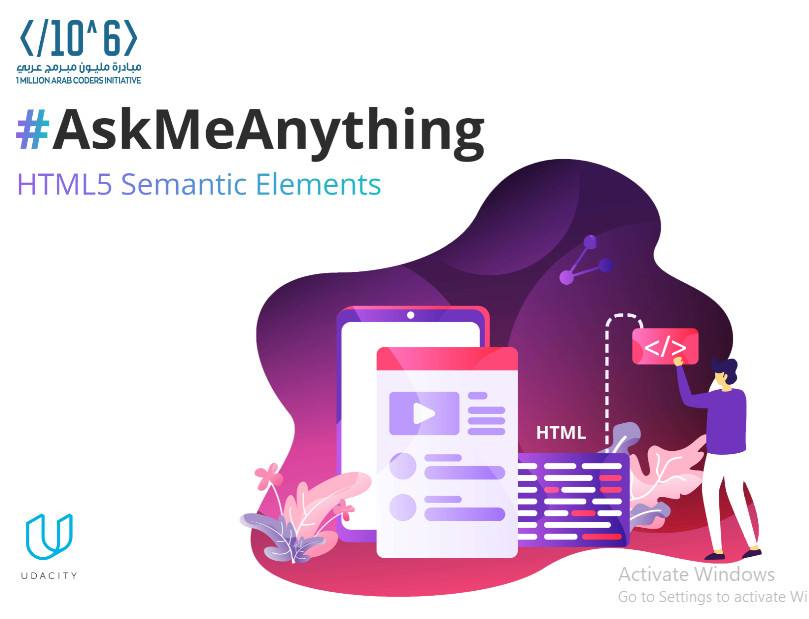 </10^6>
مبادرة مليون مبرمج عربي
1 MILLION ARAB CODERS INITIATIVE
#AskMeAnything
HTML5 Semantic Elements
</>
HTML
UDACITY
Activate Windows
Go to Settings to activate Wi